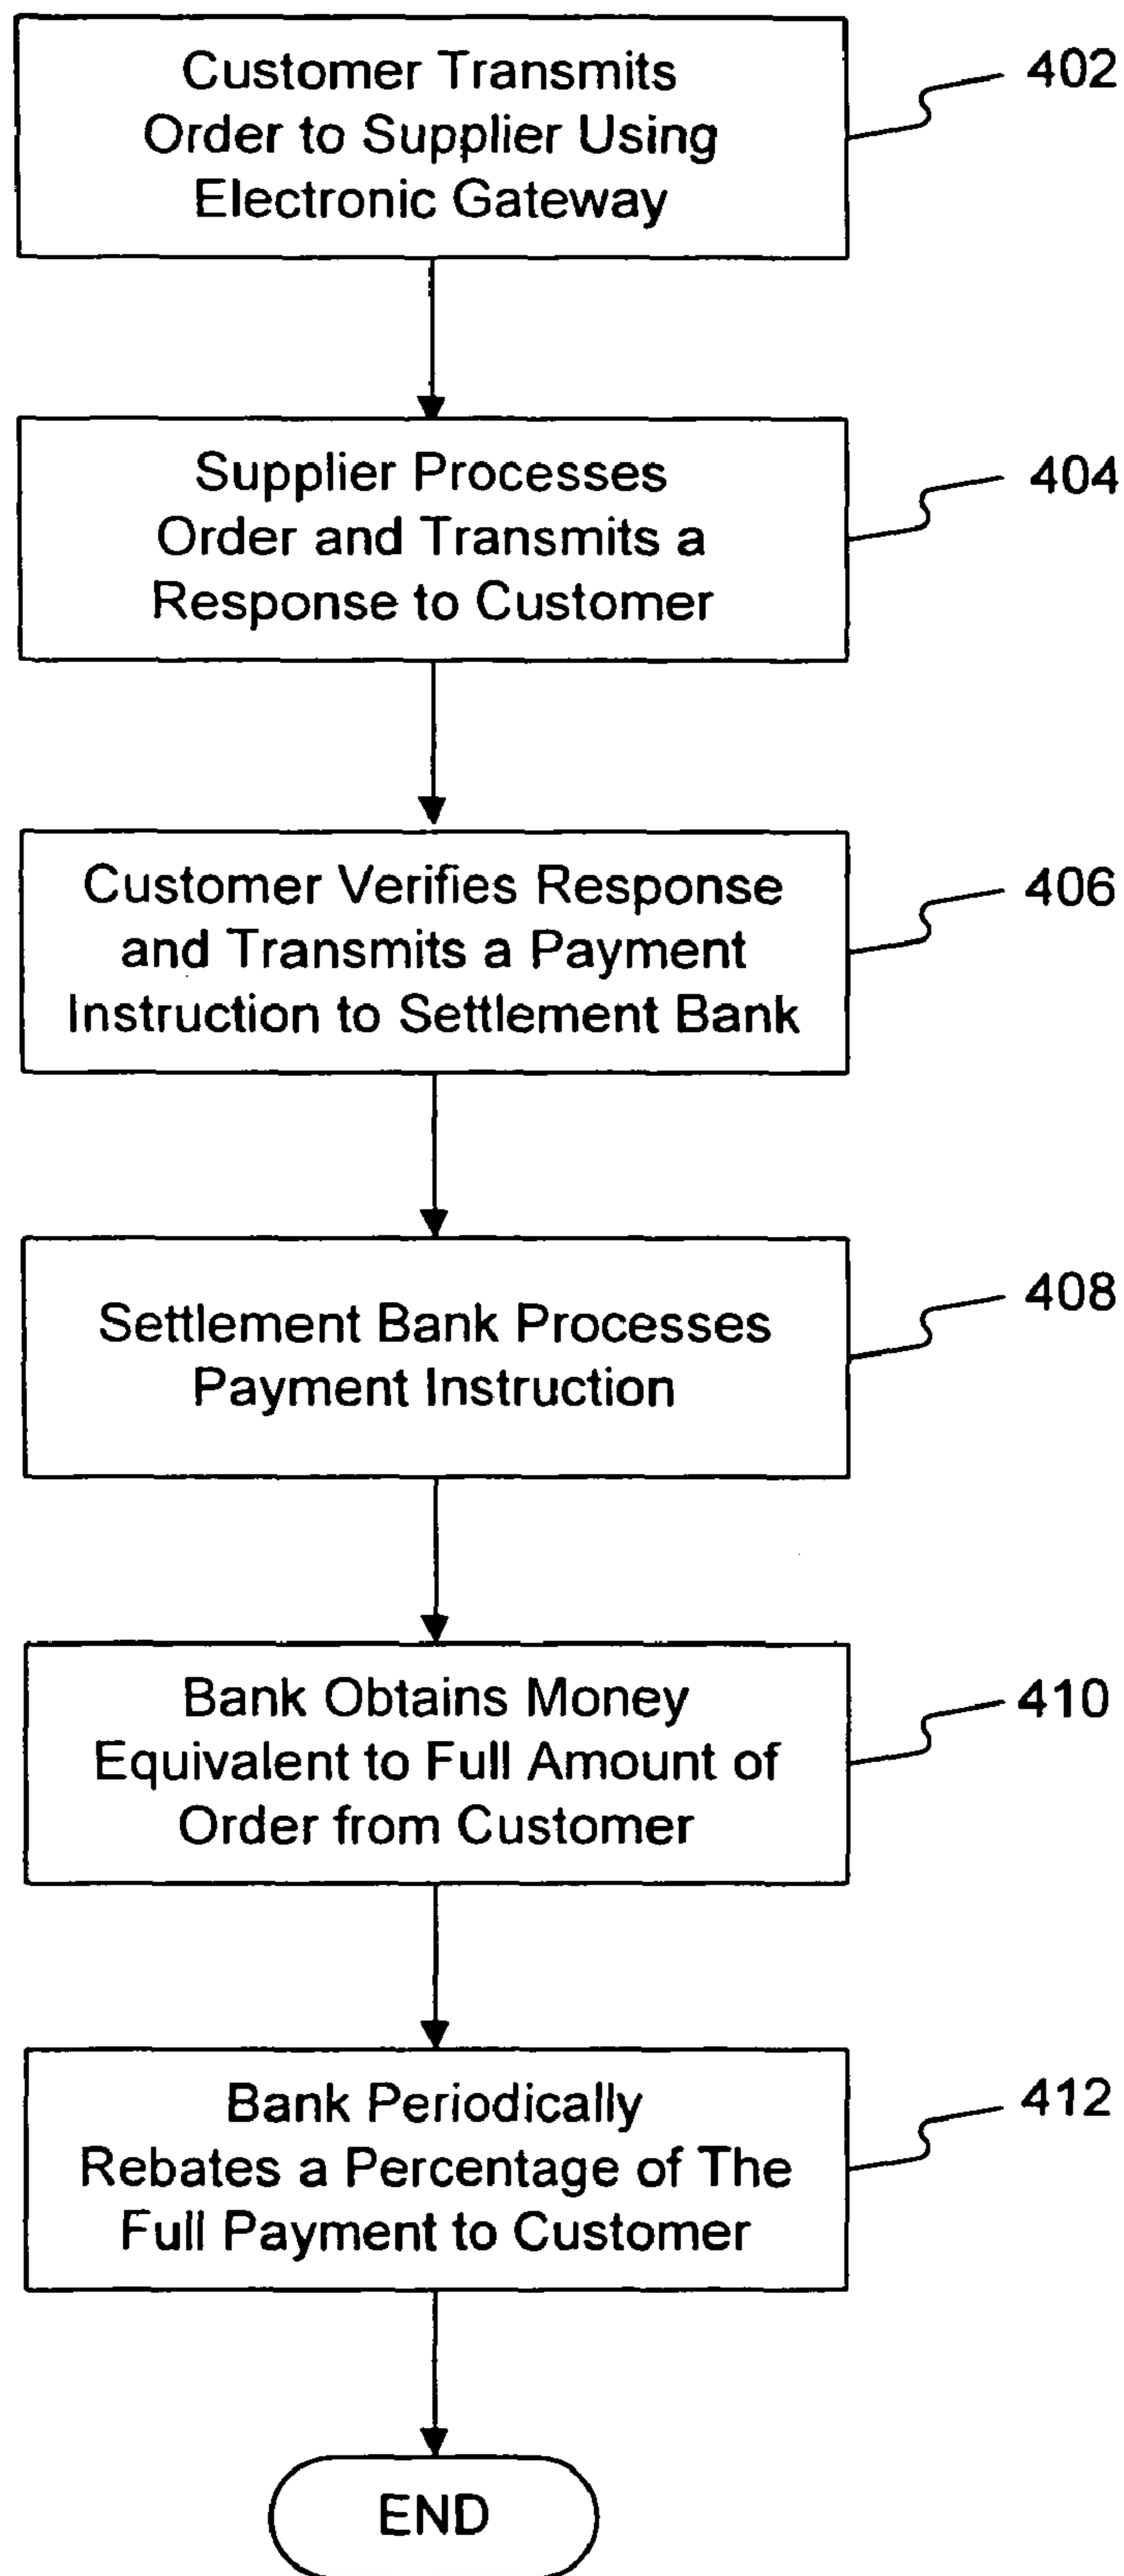 Customer Transmits
Order to Supplier Using
Electronic Gateway
402
Supplier Processes
Order and Transmits a
Response to Customer
404
Customer Verifies Response
and Transmits a Payment
Instruction to Settlement Bank
406
Settlement Bank Processes
Payment Instruction
408
Bank Obtains Money
Equivalent to Full Amount of
Order from Customer
410
Bank Periodically
Rebates a Percentage of The
Full Payment to Customer
412
END